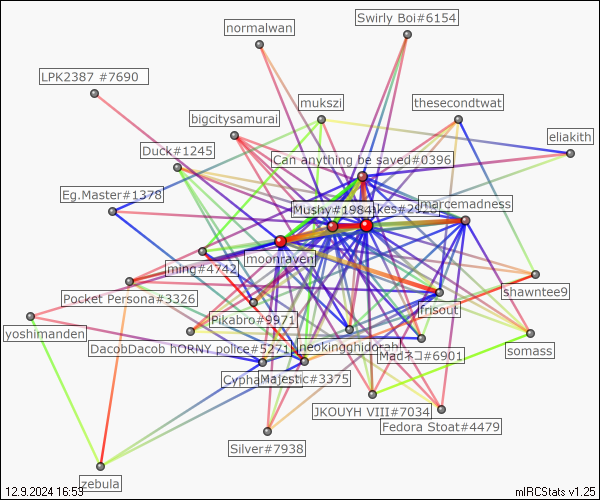 Swirly Boi#6154
normalwan
LPK2387 #7690
mukszi
thesecondtwat
bigcitysamurai
eliakith
Duck#1245
Can anything be saved#0396
Eg.Master#1378
marcemadness
Mushy#1984
moonraven
ming#4742
shawntee9
Pocket Persona#3326
frisout
Pikabro#9971
yoshimanden
neokingghidorah
somass
DacobDacob hORNY police#5271
Madネコ#6901
Majestic#3375
JKOUYH VIII#7034
Fedora Stoat#4479
Silver#7938
zebula
12.9.2024 16:53
mIRCStats v1.25